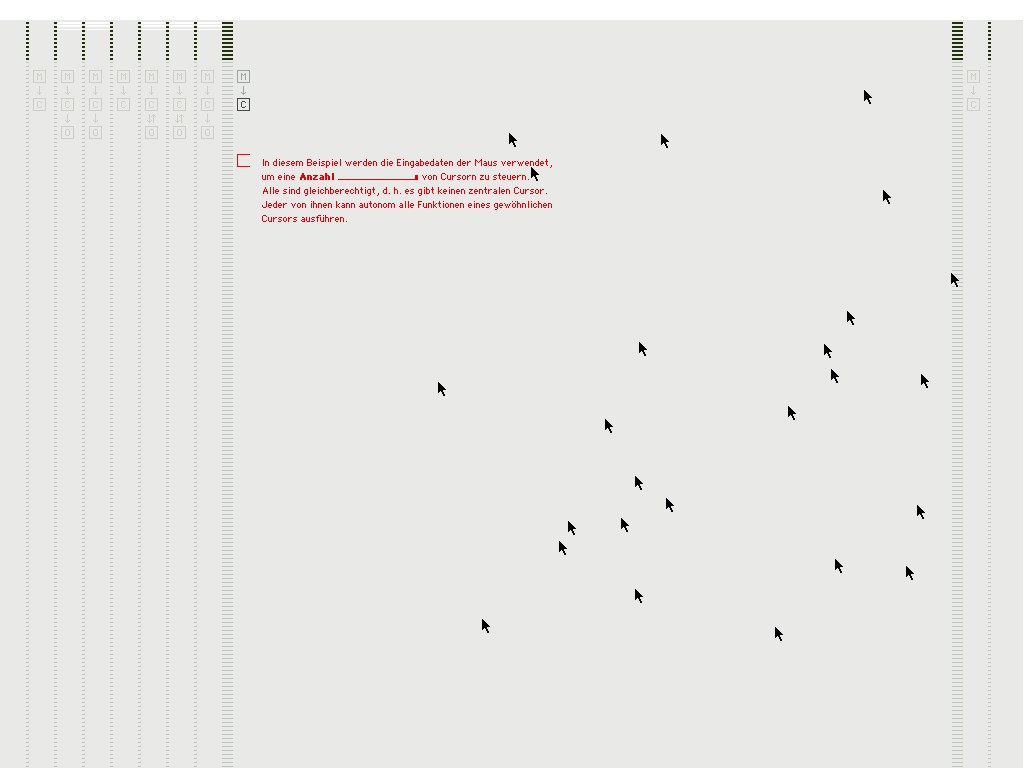 M M M M M M M M M
↓ ↓ ↓ ↓ ↓ ↓ ↓ ↓ ↓
C C C C C C C C C
↓ ↓ ⇵ ⇵ ↓
O O O O O
In diesem Beispiel werden die Eingabedaten der Maus verwendet,
um eine Anzahl von Cursorn zu steuern.
Alle sind gleichberechtigt, d. h. es gibt keinen zentralen Cursor.
Jeder von ihnen kann autonom alle Funktionen eines gewöhnlichen
Cursors ausführen.